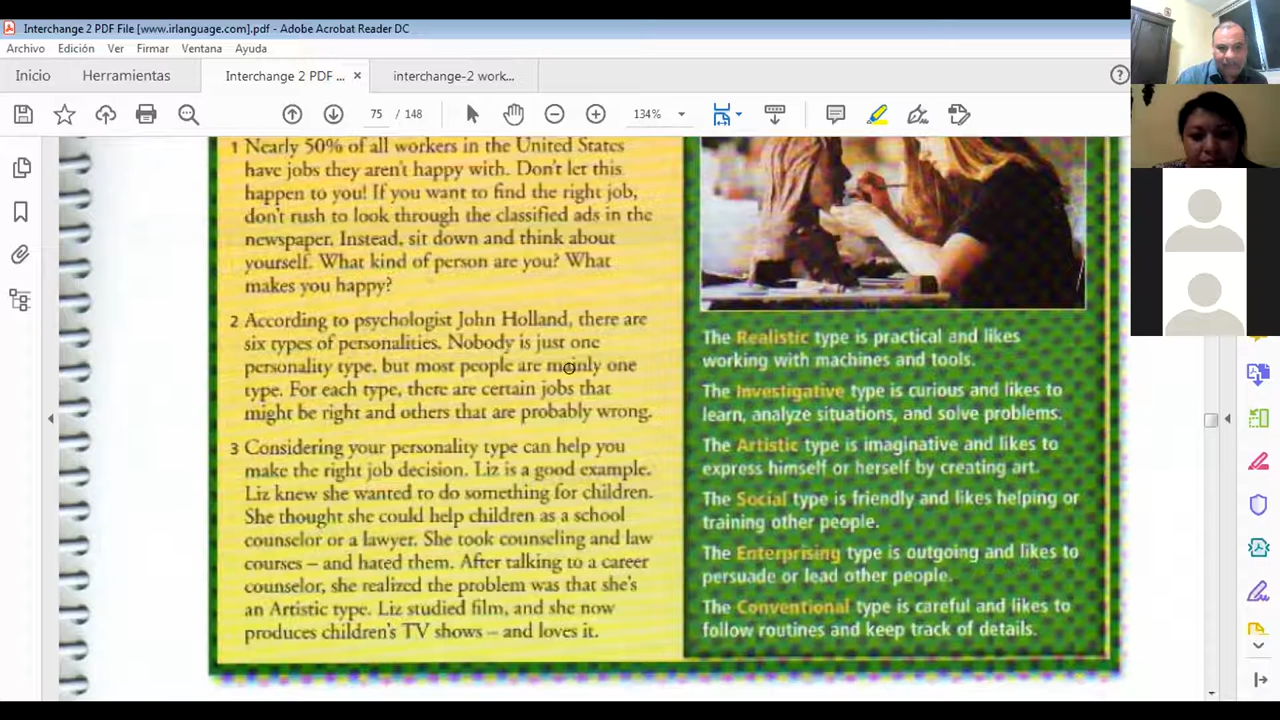 Interchange 2 PDF File [www.irlanguage.com].pdf - Adobe Acrobat Reader DC
Archivo Edición Ver Firmar Ventana Ayuda
Inicio Herramientas Interchange 2 PDF ... × interchange-2 work...
75 / 148 134%
1 Nearly 50% of all workers in the United States
have jobs they aren't happy with. Don't let this
happen to you! If you want to find the right job,
don't rush to look through the classified ads in the
newspaper. Instead, sit down and think about
yourself. What kind of person are you? What
makes you happy?
2 According to psychologist John Holland, there are
six types of personalities. Nobody is just one
personality type, but most people are mainly one
type. For each type, there are certain jobs that
might be right and others that are probably wrong.
3 Considering your personality type can help you
make the right job decision. Liz is a good example.
Liz knew she wanted to do something for children.
She thought she could help children as a school
counselor or a lawyer. She took counseling and law
courses – and hated them. After talking to a career
counselor, she realized the problem was that she's
an Artistic type. Liz studied film, and she now
produces children's TV shows – and loves it.
The Realistic type is practical and likes
working with machines and tools.
The Investigative type is curious and likes to
learn, analyze situations, and solve problems.
The Artistic type is imaginative and likes to
express himself or herself by creating art.
The Social type is friendly and likes helping or
training other people.
The Enterprising type is outgoing and likes to
persuade or lead other people.
The Conventional type is careful and likes to
follow routines and keep track of details.